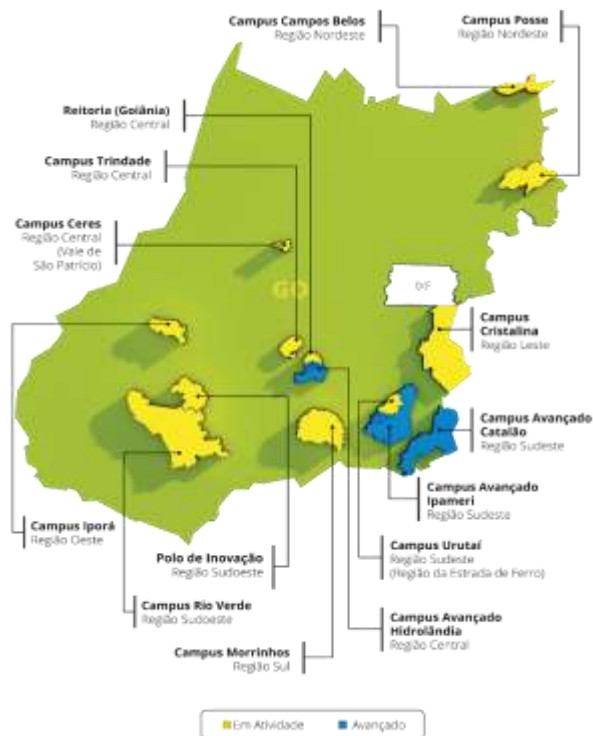 Campus Campos Belos
Região Nordeste
Campus Posse
Região Nordeste
Reitoria (Goiânia)
Região Central
Campus Trindade
Região Central
Campus Ceres
Região Central
(Vale de
São Patrício)
GO
DF
Campus
Cristalina
Região Leste
Campus Avançado
Catalão
Região Sudeste
Campus Avançado
Ipameri
Região Sudeste
Campus Iporá
Região Oeste
Polo de Inovação
Região Sudoeste
Campus Urutaí
Região Sudeste
(Região da Estrada de Ferro)
Campus Rio Verde
Região Sudoeste
Campus Avançado
Hidrolândia
Região Central
Campus Morrinhos
Região Sul
Em Atividade
Avançado